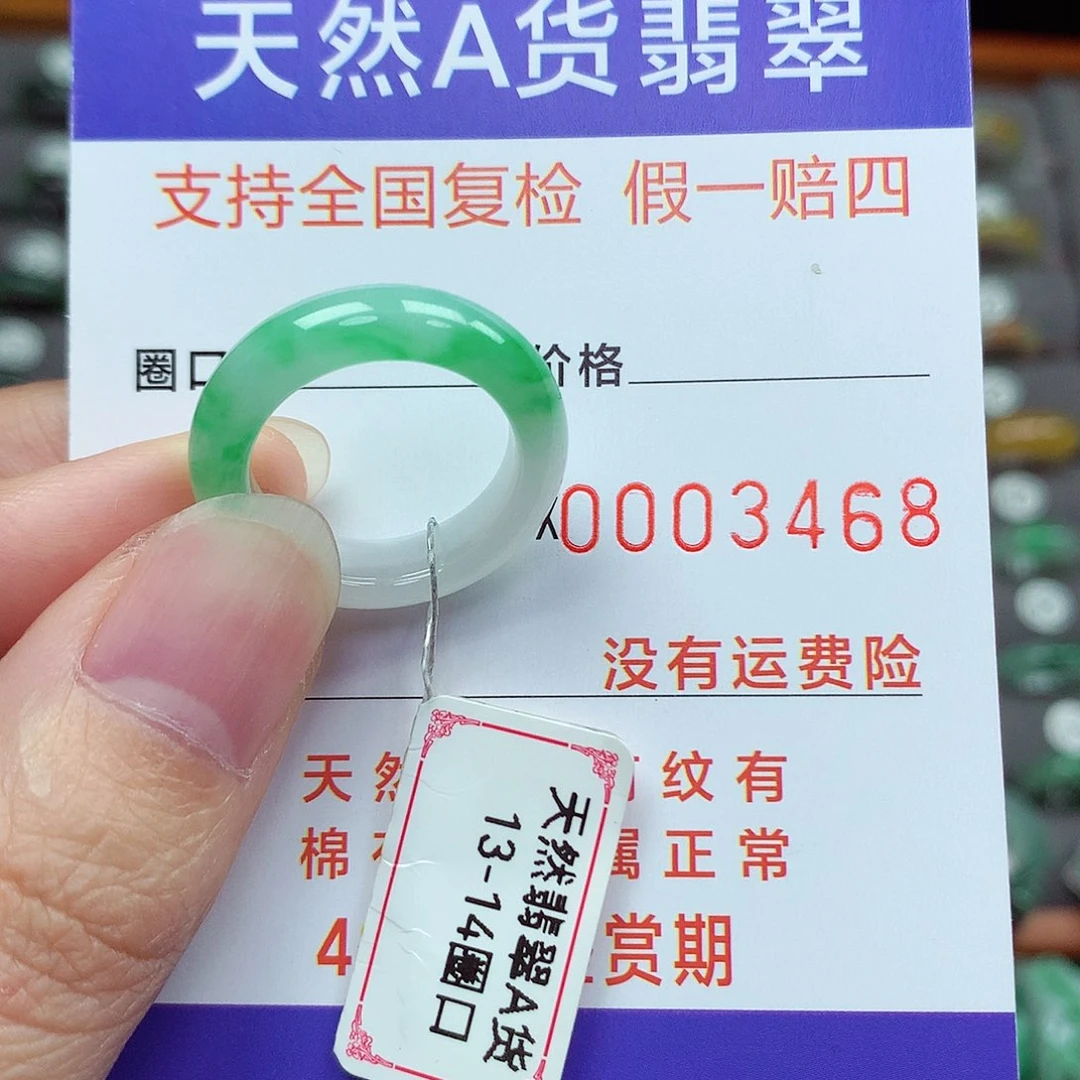 天然A货翡翠
支持全国复检 假一赔四
圈口 价格
0003468
没有运费险
天然 纹有
棉 属正常
4 赏期
天然翡翠A货
13-14圈口